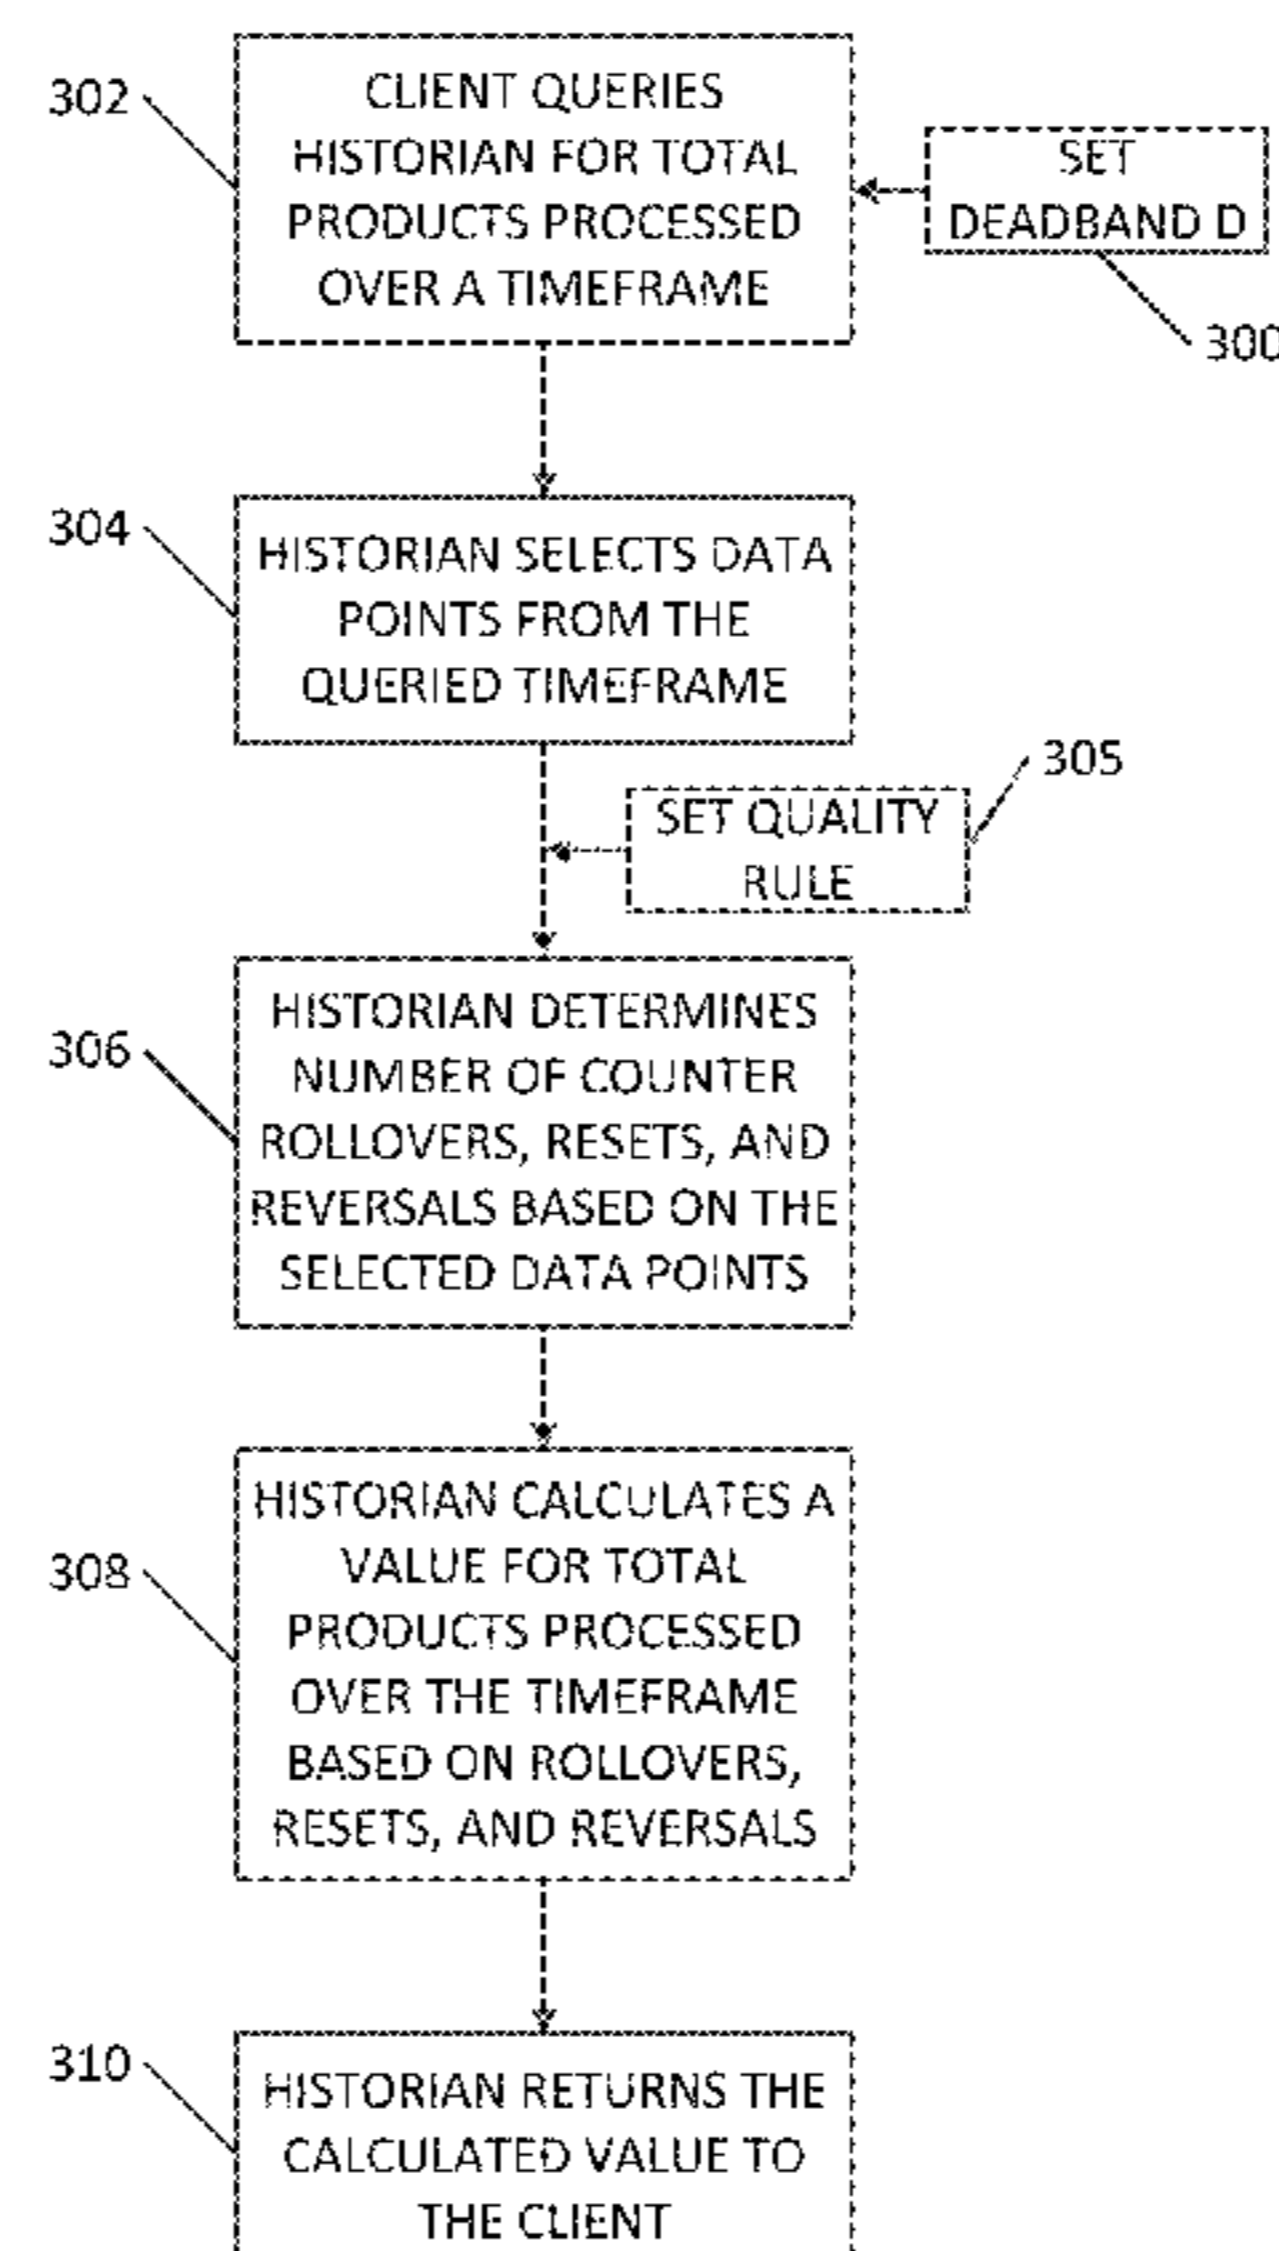 302
CLIENT QUERIES
HISTORIAN FOR TOTAL
PRODUCTS PROCESSED
OVER A TIMEFRAME
SET
DEADBAND D
300
304
HISTORIAN SELECTS DATA
POINTS FROM THE
QUERIED TIMEFRAME
305
SET QUALITY
RULE
306
HISTORIAN DETERMINES
NUMBER OF COUNTER
ROLLOVERS, RESETS, AND
REVERSALS BASED ON THE
SELECTED DATA POINTS
308
HISTORIAN CALCULATES A
VALUE FOR TOTAL
PRODUCTS PROCESSED
OVER THE TIMEFRAME
BASED ON ROLLOVERS,
RESETS, AND REVERSALS
310
HISTORIAN RETURNS THE
CALCULATED VALUE TO
THE CLIENT